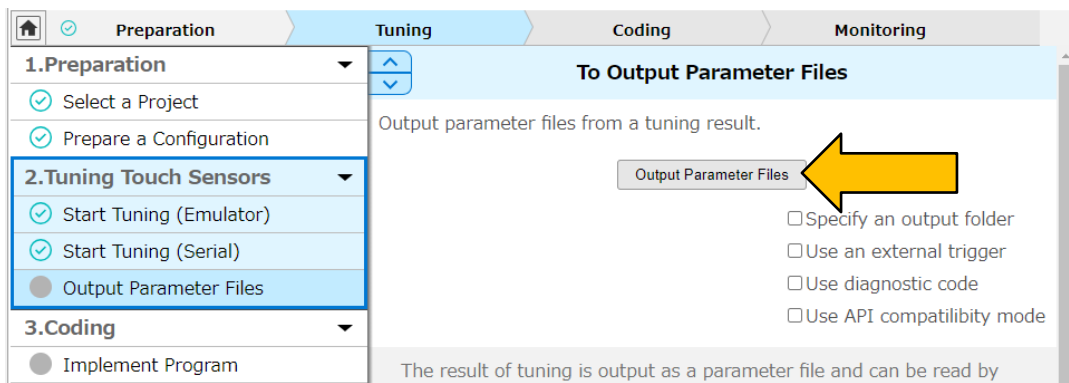 Preparation
Tuning
Coding
Monitoring
1.Preparation
Select a Project
Prepare a Configuration
2.Tuning Touch Sensors
Start Tuning (Emulator)
Start Tuning (Serial)
Output Parameter Files
3.Coding
Implement Program
To Output Parameter Files
Output parameter files from a tuning result.
Output Parameter Files
Specify an output folder
Use an external trigger
Use diagnostic code
Use API compatilibity mode
The result of tuning is output as a parameter file and can be read by